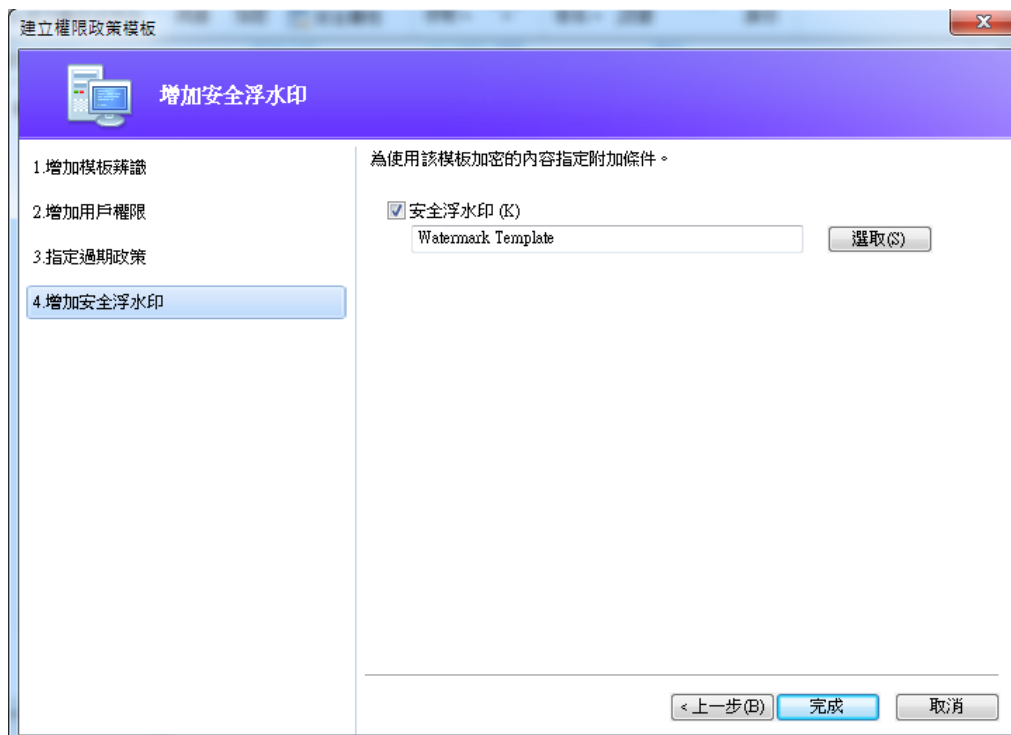 建立權限政策模板
增加安全浮水印
1.增加模板辨識
2.增加用戶權限
3.指定過期政策
4.增加安全浮水印
為使用該模板加密的內容指定附加條件。
安全浮水印 (K)
Watermark Template
選取(S)
<上一步(B)
完成
取消